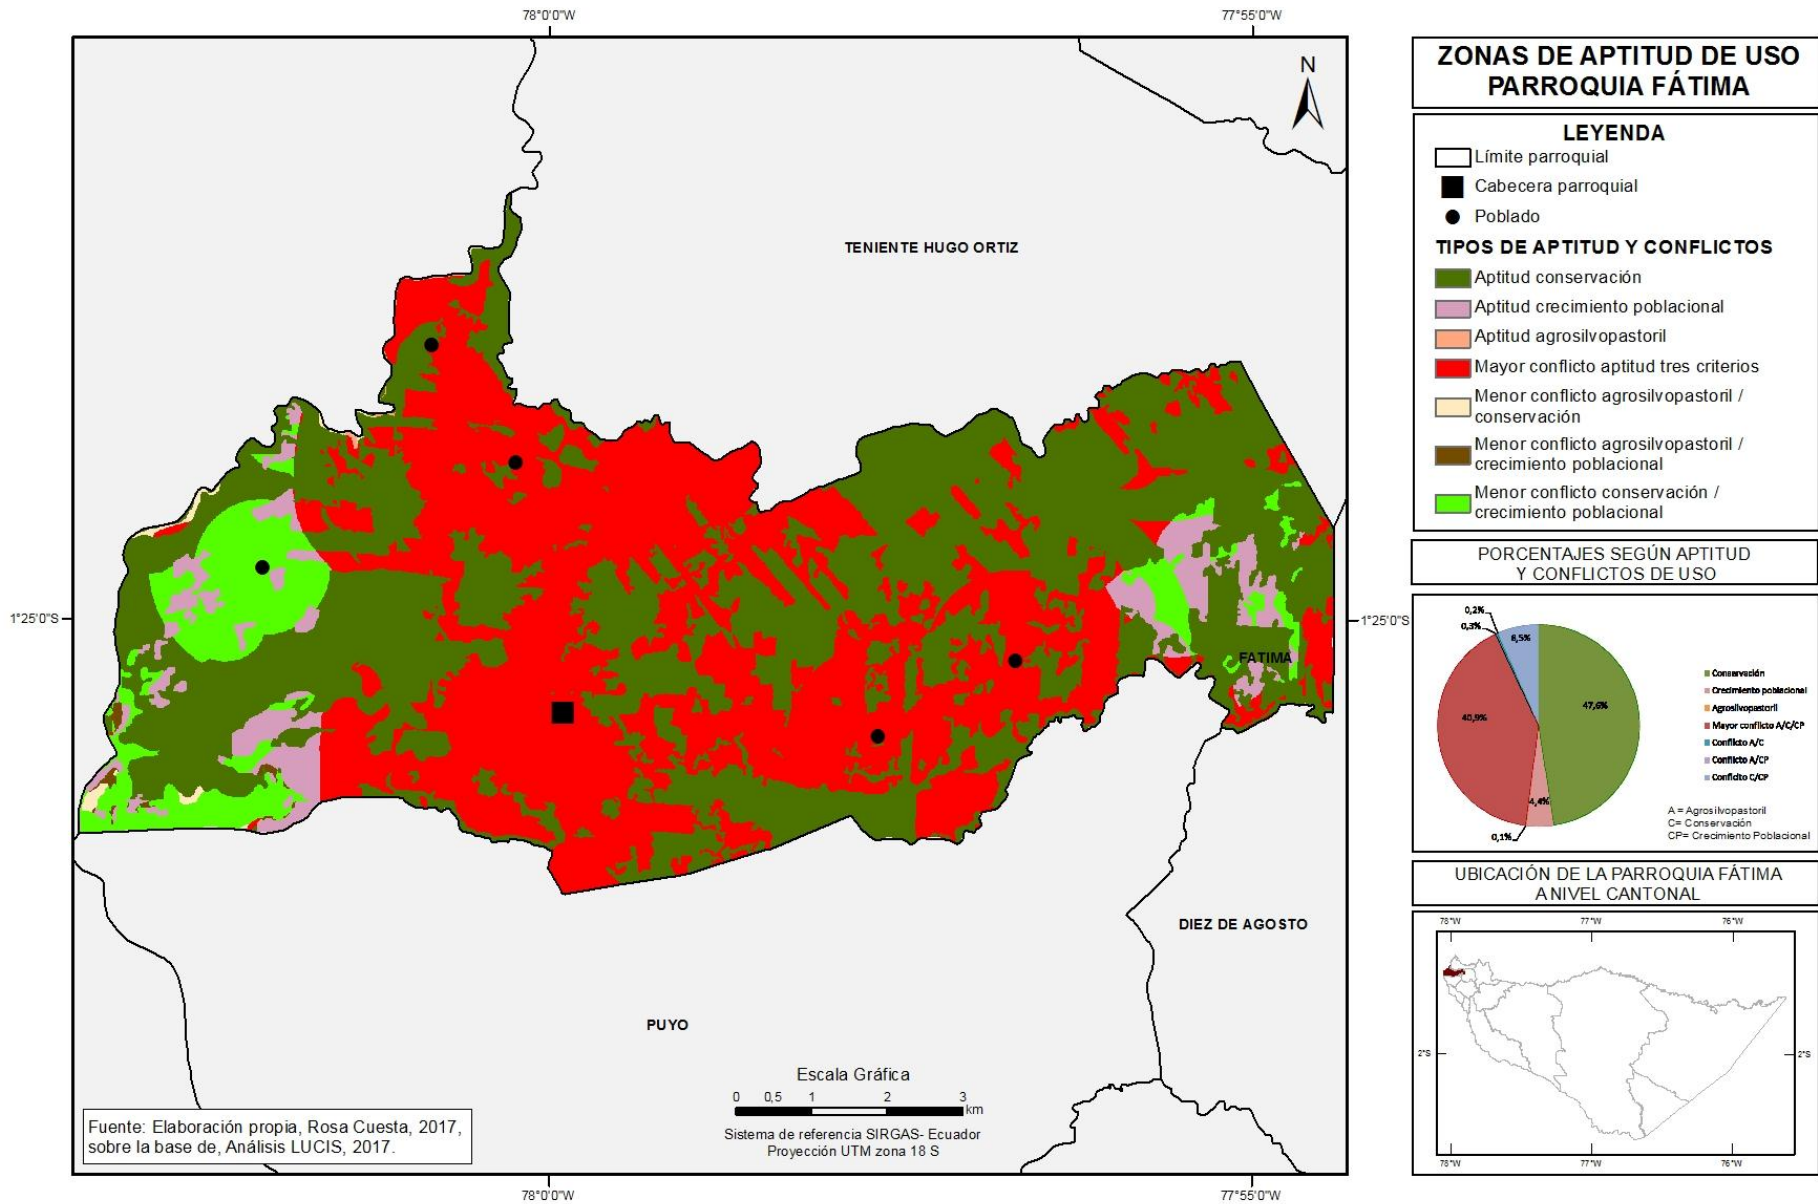 78°0'0"W
77°55'0"W
N
TENIENTE HUGO ORTIZ
1°25'0"S
1°25'0"S
FATIMA
DIEZ DE AGOSTO
PUYO
Escala Gráfica
0 0,5 1 2 3
km
Sistema de referencia SIRGAS- Ecuador
Proyección UTM zona 18 S
Fuente: Elaboración propia, Rosa Cuesta, 2017,
sobre la base de, Análisis LUCIS, 2017.
78°0'0"W
77°55'0"W
ZONAS DE APTITUD DE USO
PARROQUIA FÁTIMA
LEYENDA
Límite parroquial
Cabecera parroquial
Poblado
TIPOS DE APTITUD Y CONFLICTOS
Aptitud conservación
Aptitud crecimiento poblacional
Aptitud agrosilvopastoril
Mayor conflicto aptitud tres criterios
Menor conflicto agrosilvopastoril /
conservación
Menor conflicto agrosilvopastoril /
crecimiento poblacional
Menor conflicto conservación /
crecimiento poblacional
PORCENTAJES SEGÚN APTITUD
Y CONFLICTOS DE USO
0,2%
0,3%
6,5%
47,6%
40,9%
4,4%
0,1%
Conservación
Crecimiento poblacional
Agrosilvopastoril
Mayor conflicto A/C/CP
Conflicto A/C
Conflicto A/CP
Conflicto C/CP
A = Agrosilvopastoril
C= Conservación
CP= Crecimiento Poblacional
UBICACIÓN DE LA PARROQUIA FÁTIMA
A NIVEL CANTONAL
78°W
77°W
76°W
2°S
2°S
78°W
77°W
76°W